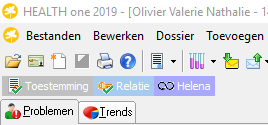 HEALTH one 2019 - [Olivier Valerie Nathalie - 1
Bestanden Bewerken Dossier Toevoegen
Toestemming Relatie Helena
Problemen Trends